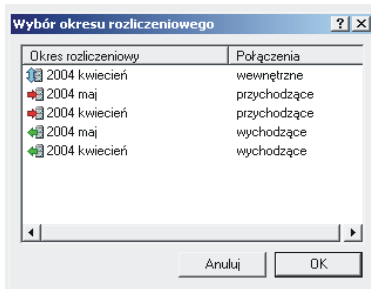 Wybór okresu rozliczeniowego
Okres rozliczeniowy Połączenia
2004 kwiecień wewnętrzne
2004 maj przychodzące
2004 kwiecień przychodzące
2004 maj wychodzące
2004 kwiecień wychodzące
Anuluj OK